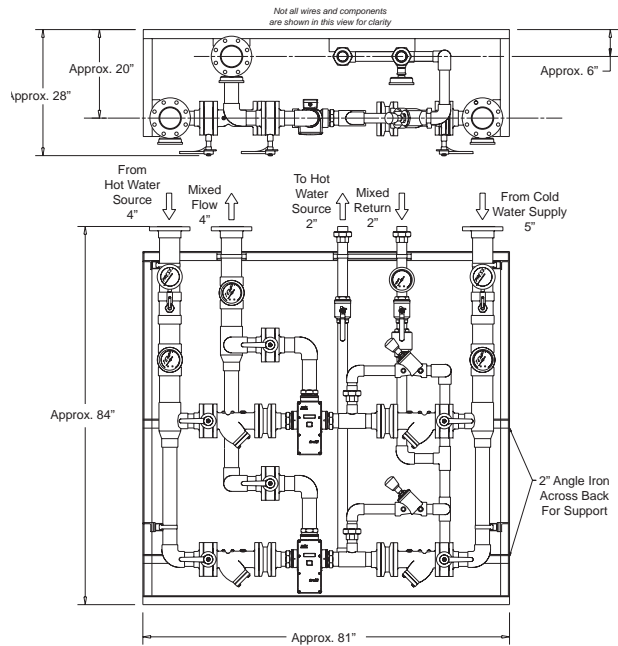 Not all wires and components
are shown in this view for clarity
Approx. 20”
Approx. 6”
Approx. 28”
From
Hot Water
Source
4”
Mixed
Flow
4”
To Hot
Water
Source
2”
Mixed
Return
2”
From Cold
Water Supply
5”
Approx. 84”
2” Angle Iron
Across Back
For Support
Approx. 81”